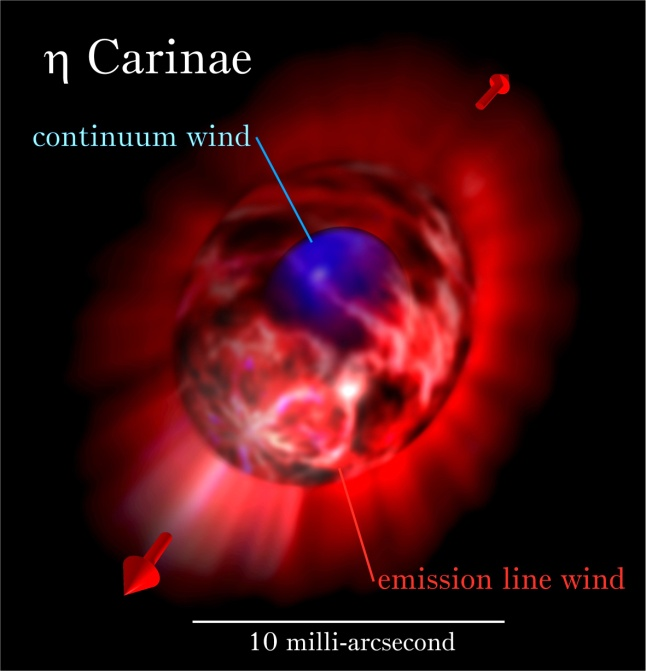 η Carinae
continuum wind
emission line wind
10 milli-arcsecond